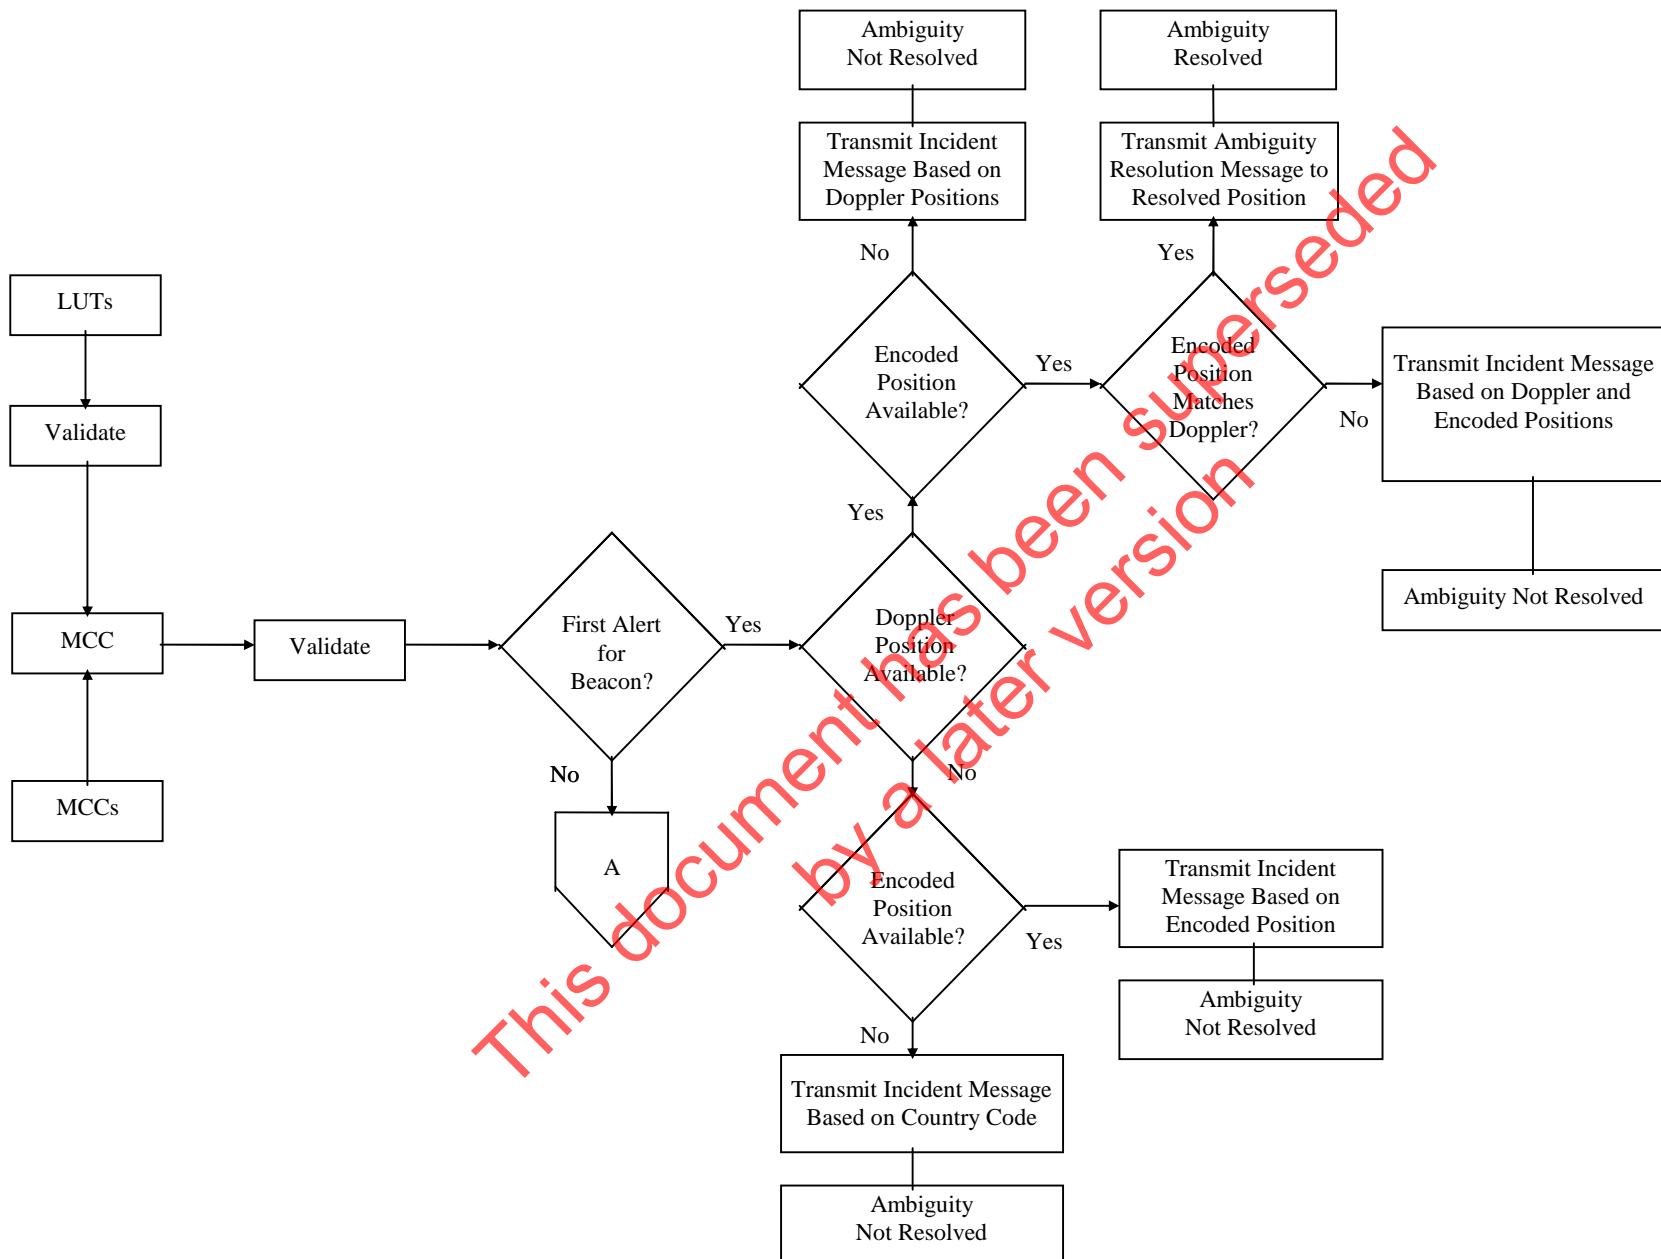 Ambiguity
Not Resolved
Ambiguity
Resolved
Transmit Incident
Message Based on
Doppler Positions
Transmit Ambiguity
Resolution Message to
Resolved Position
No
Yes
LUTs
Encoded
Position
Available?
Yes
Encoded
Position
Matches
Doppler?
No
Transmit Incident Message
Based on Doppler and
Encoded Positions
Validate
Yes
Ambiguity Not Resolved
MCC
Validate
First Alert
for
Beacon?
Yes
Doppler
Position
Available?
No
No
MCCs
A
Encoded
Position
Available?
Yes
Transmit Incident
Message Based on
Encoded Position
Ambiguity
Not Resolved
No
Transmit Incident Message
Based on Country Code
Ambiguity
Not Resolved
This document has been superseded
by a later version